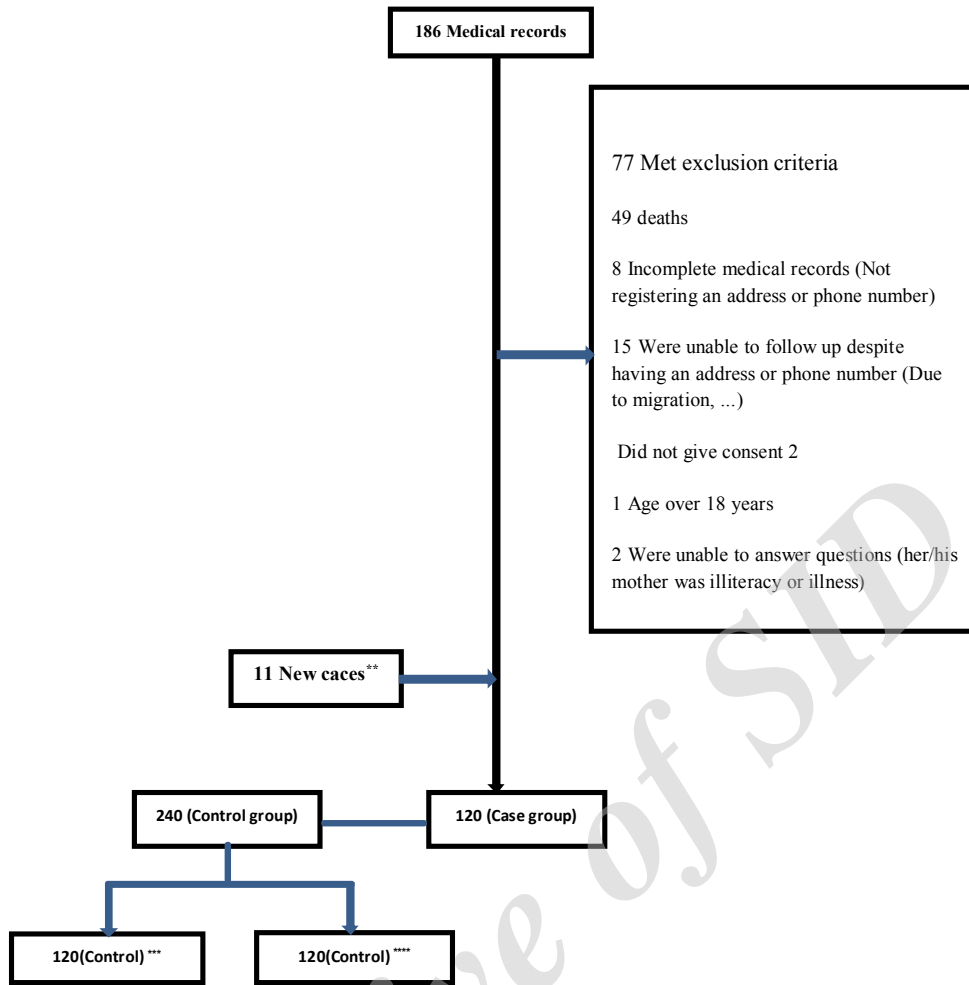 186 Medical records
77 Met exclusion criteria
49 deaths
8 Incomplete medical records (Not
registering an address or phone number)
15 Were unable to follow up despite
having an address or phone number (Due
to migration, ...)
Did not give consent 2
1 Age over 18 years
2 Were unable to answer questions (her/his
mother was illiteracy or illness)
11 New caces**
240 (Control group)
120 (Case group)
120(Control) ***
120(Control) ****
ive of SID